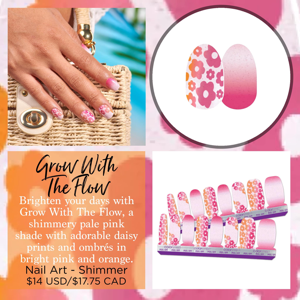 Grow With
The Flow
Brighten your days with
Grow With The Flow, a
shimmery pale pink
shade with adorable daisy
prints and ombrés in
bright pink and orange.
Nail Art - Shimmer
$14 USD/$17.75 CAD